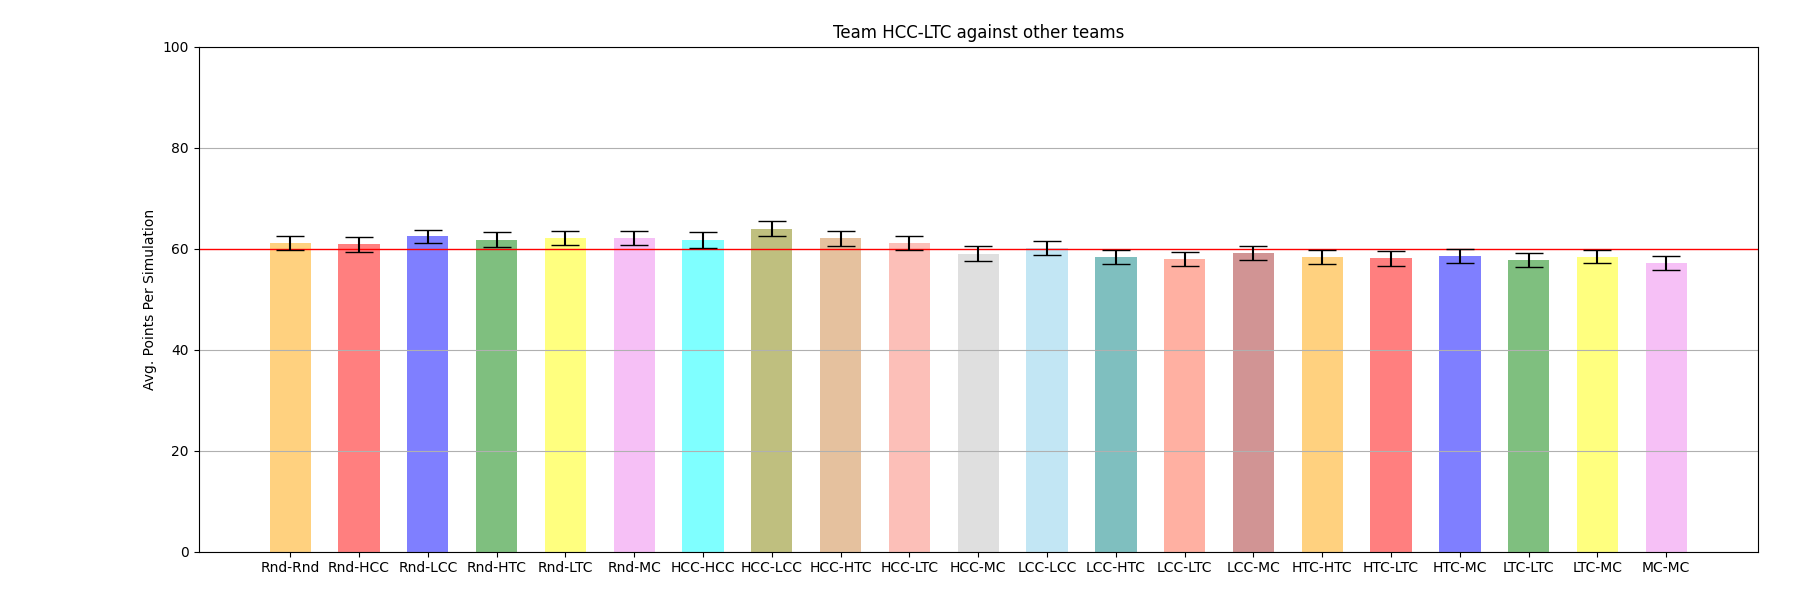 Team HCC-LTC against other teams
Avg. Points Per Simulation
100
80
60
40
20
0
Rnd-Rnd Rnd-HCC Rnd-LCC Rnd-HTC Rnd-LTC Rnd-MC HCC-HCC HCC-LCC HCC-HTC HCC-LTC HCC-MC LCC-LCC LCC-HTC LCC-LTC LCC-MC HTC-HTC HTC-LTC HTC-MC LTC-LTC LTC-MC MC-MC